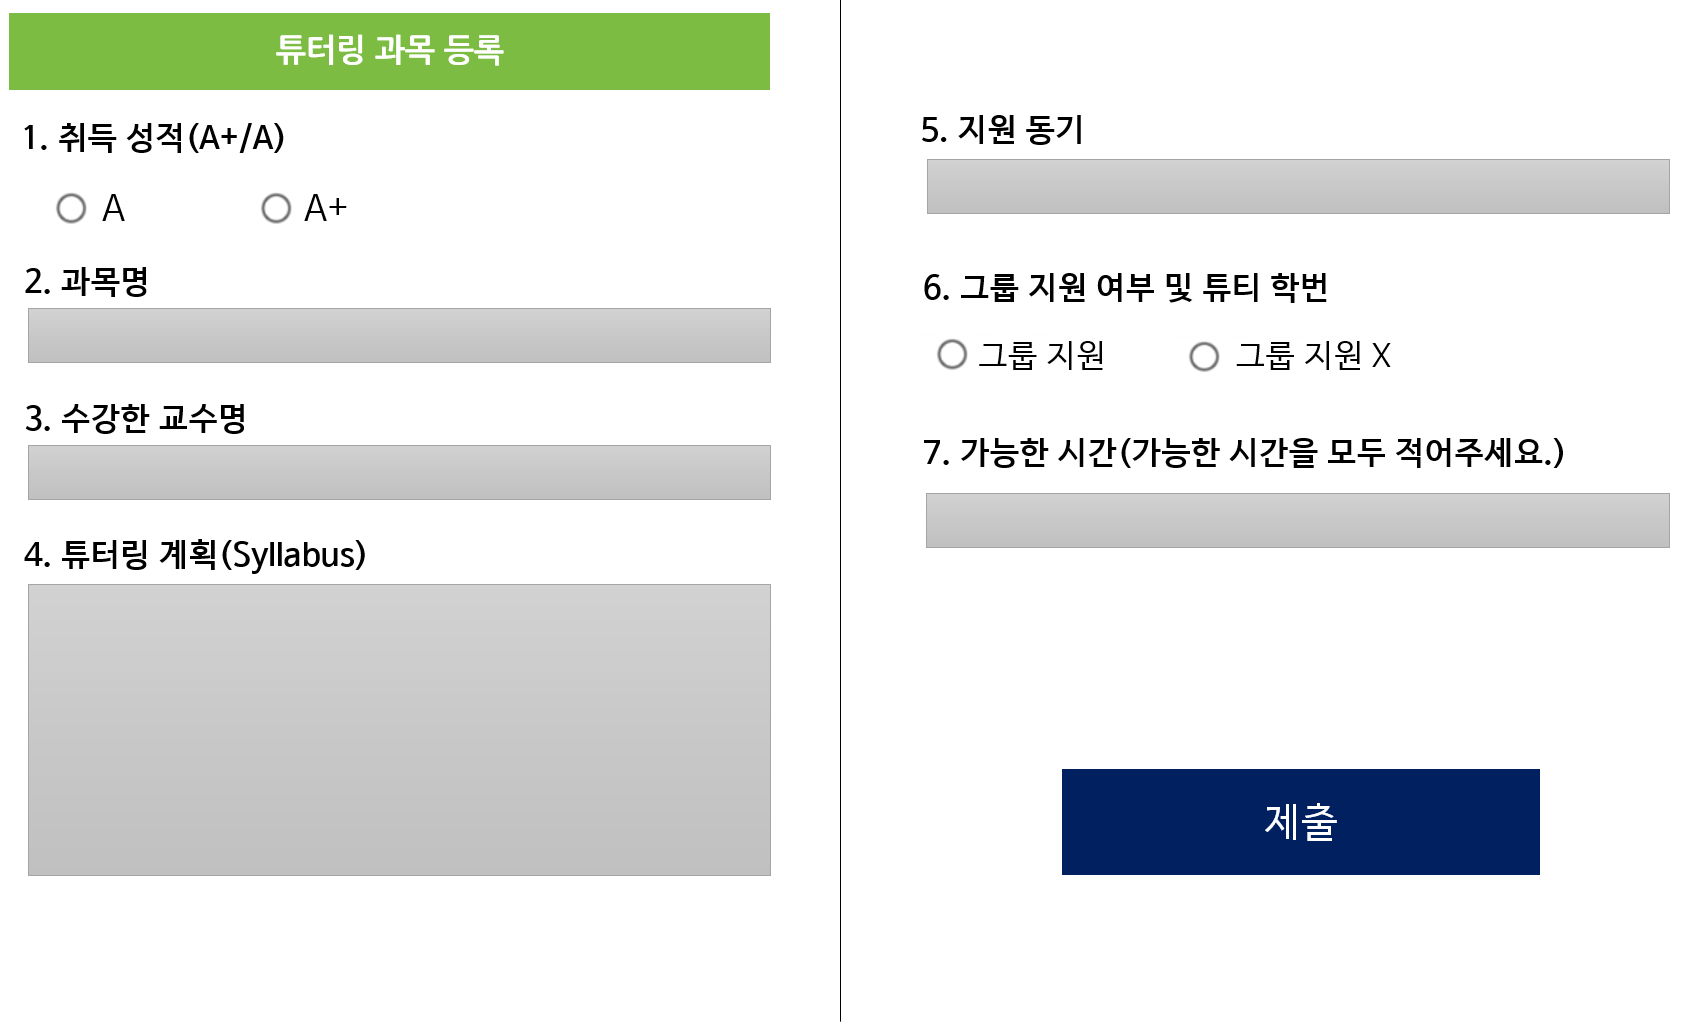 튜터링 과목 등록
1. 취득 성적(A+/A)
A A+
2. 과목명
3. 수강한 교수명
4. 튜터링 계획(Syllabus)
5. 지원 동기
6. 그룹 지원 여부 및 튜티 학번
그룹 지원 그룹 지원 X
7. 가능한 시간(가능한 시간을 모두 적어주세요.)
제출